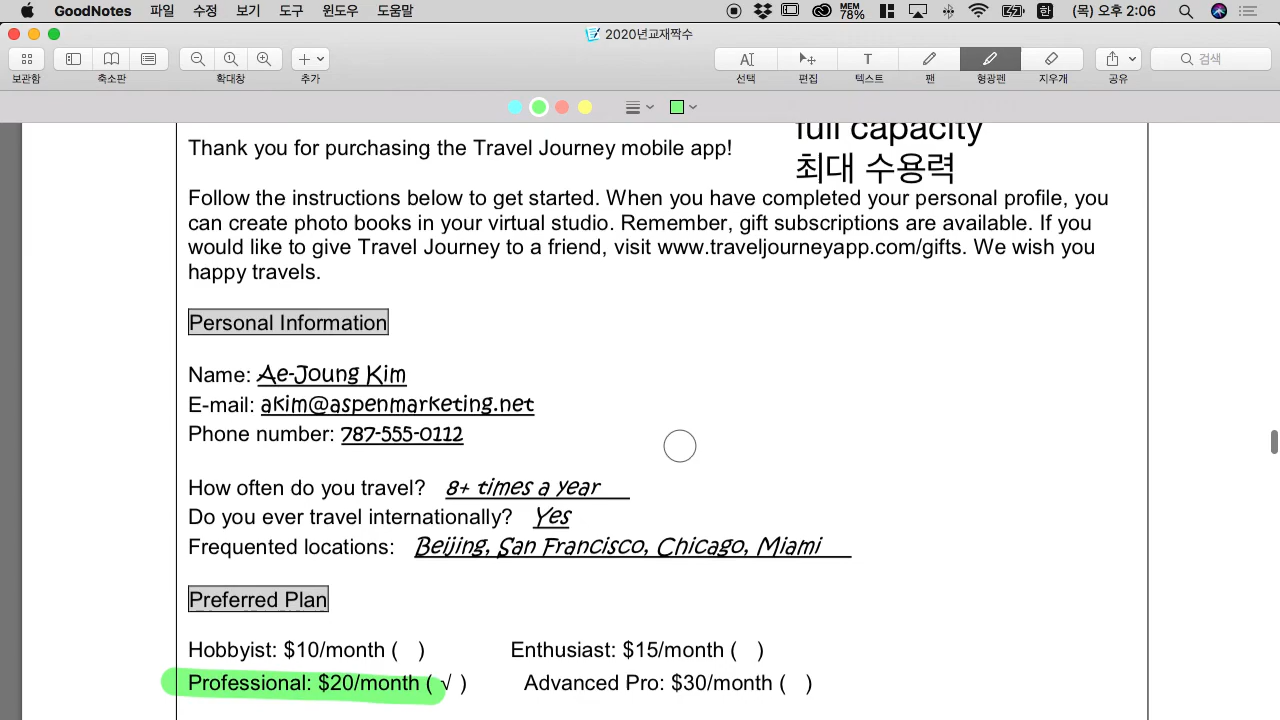 GoodNotes 파일 수정 보기 도구 윈도우 도움말 MEM 78% 한 (목) 오후 2:06
2020년교재짝수
보관함 축소판 확대창 추가 선택 편집 텍스트 펜 형광펜 지우개 공유 검색
full capacity
최대 수용력
Thank you for purchasing the Travel Journey mobile app!
Follow the instructions below to get started. When you have completed your personal profile, you
can create photo books in your virtual studio. Remember, gift subscriptions are available. If you
would like to give Travel Journey to a friend, visit www.traveljourneyapp.com/gifts. We wish you
happy travels.
Personal Information
Name: Ae-Joung Kim
E-mail: akim@aspenmarketing.net
Phone number: 787-555-0112
How often do you travel? 8+ times a year
Do you ever travel internationally? Yes
Frequented locations: Beijing, San Francisco, Chicago, Miami
Preferred Plan
Hobbyist: $10/month ( ) Enthusiast: $15/month ( )
Professional: $20/month ( √ ) Advanced Pro: $30/month ( )